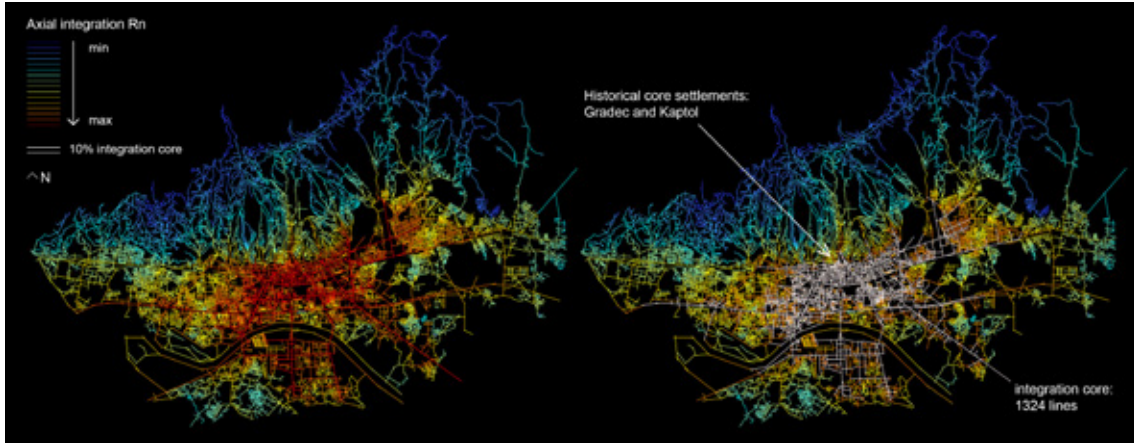 Axial integration Rn
min
max
10% integration core
N
Historical core settlements:
Gradec and Kaptol
integration core:
1324 lines